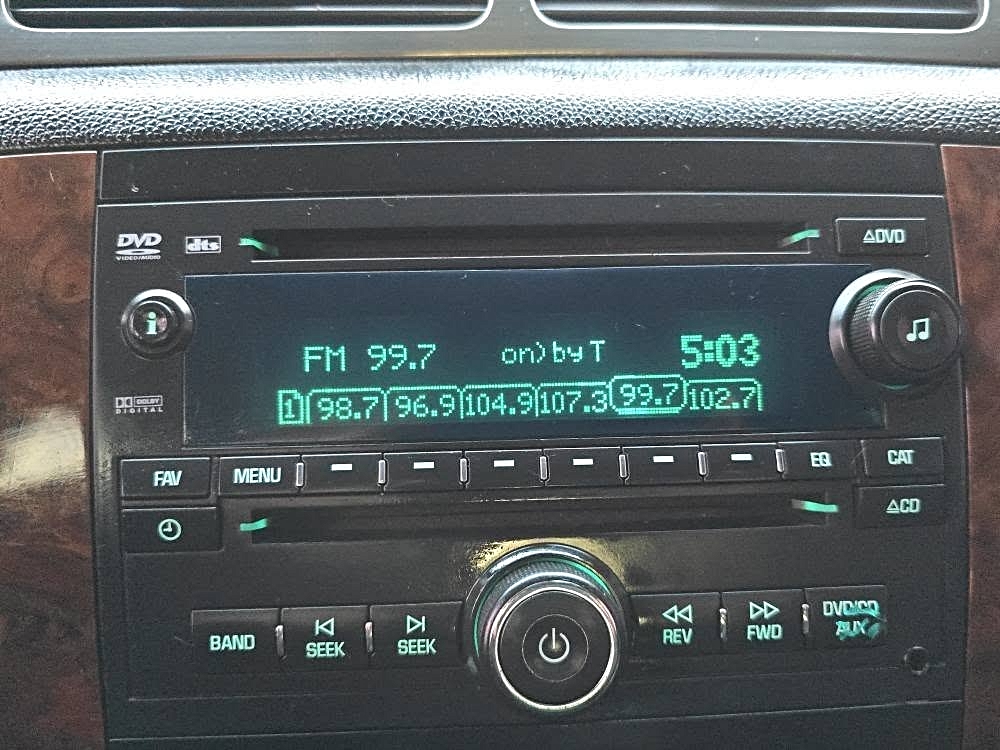 DVD
VIDEO/AUDIO
dts
DVD
i
FM 99.7 on) by T 5:03
1 98.7 96.9 104.9 107.3 99.7 102.7
DOLBY
DIGITAL
FAV MENU EQ CAT
CD
BAND SEEK SEEK REV FWD DVD/CD
AUX